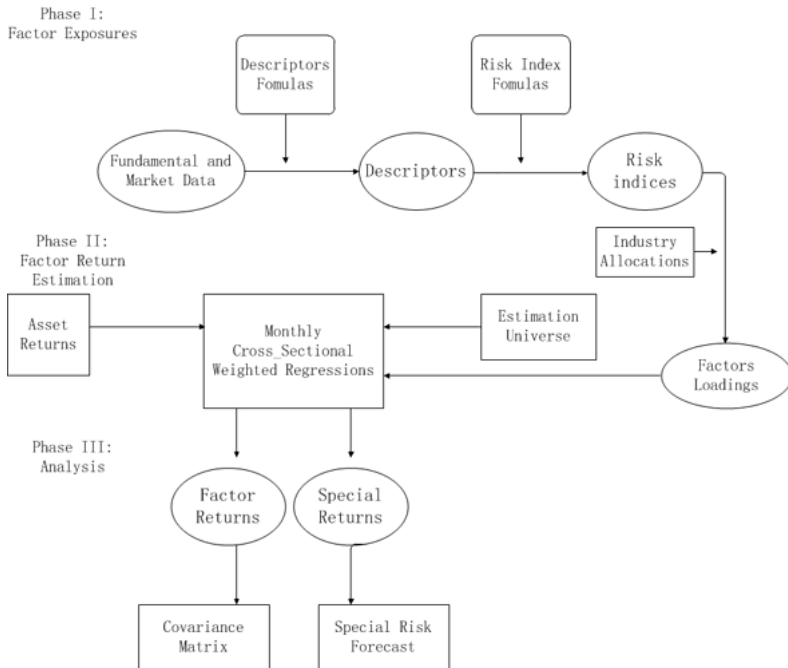 Phase I:
Factor Exposures
Descriptors
Fomulas
Risk Index
Fomulas
Fundamental and
Market Data
Descriptors
Risk
indices
Phase II:
Factor Return
Estimation
Industry
Allocations
Asset
Returns
Monthly
Cross_Sectional
Weighted Regressions
Estimation
Universe
Factors
Loadings
Phase III:
Analysis
Factor
Returns
Special
Returns
Covariance
Matrix
Special Risk
Forecast